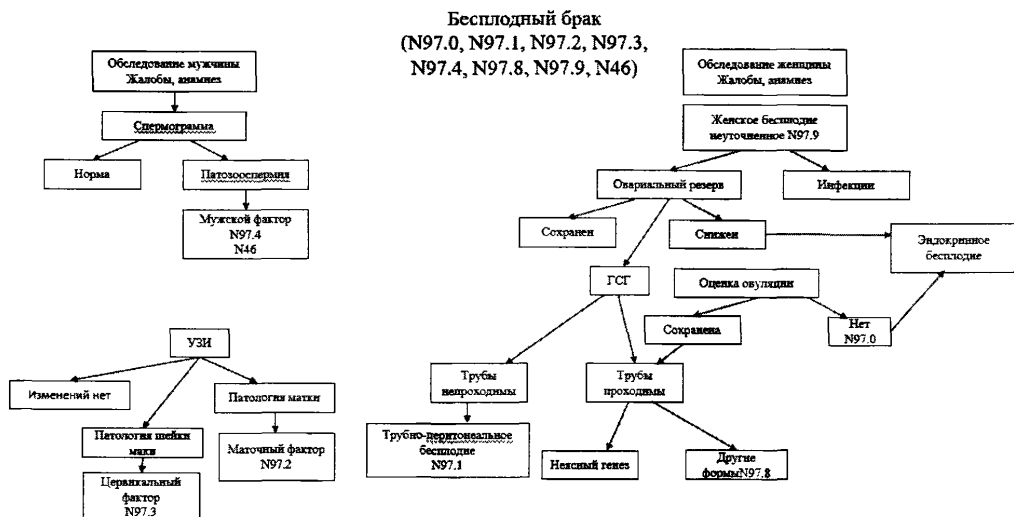 Бесплодный брак
(N97.0, N97.1, N97.2, N97.3,
N97.4, N97.8, N97.9, N46)
Обследование мужчины
Жалобы, анамнез
Спермограмма
Норма
Патозооспермия
Мужской фактор
N97.4
N46
УЗИ
Изменений нет
Патология матки
Патология шейки
маки
Маточный фактор
N97.2
Цервикальный
фактор
N97.3
Обследование женщины
Жалобы, анамнез
Женское бесплодие
неуточненное N97.9
Овариальный резерв
Инфекции
Сохранен
Снижен
Эндокринное
бесплодие
ГСГ
Оценка овуляции
Сохранена
Нет
N97.0
Трубы
непроходимы
Трубы
проходимы
Трубно-перитонеальное
бесплодие
N97.1
Неясный генез
Другие
формыN97.8